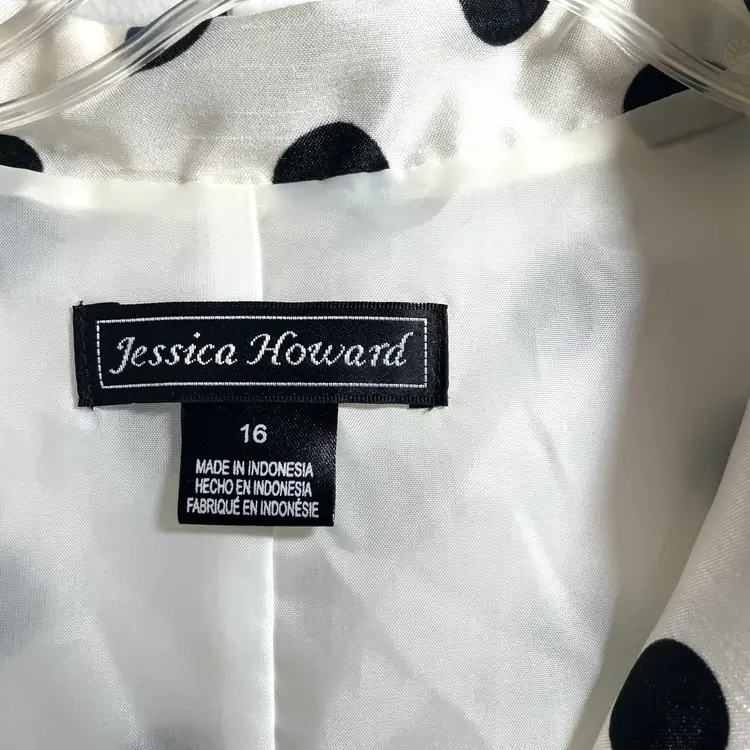 Jessica Howard
16
MADE IN INDONESIA
HECHO EN INDONESIA
FABRIQUÉ EN INDONÉSIE